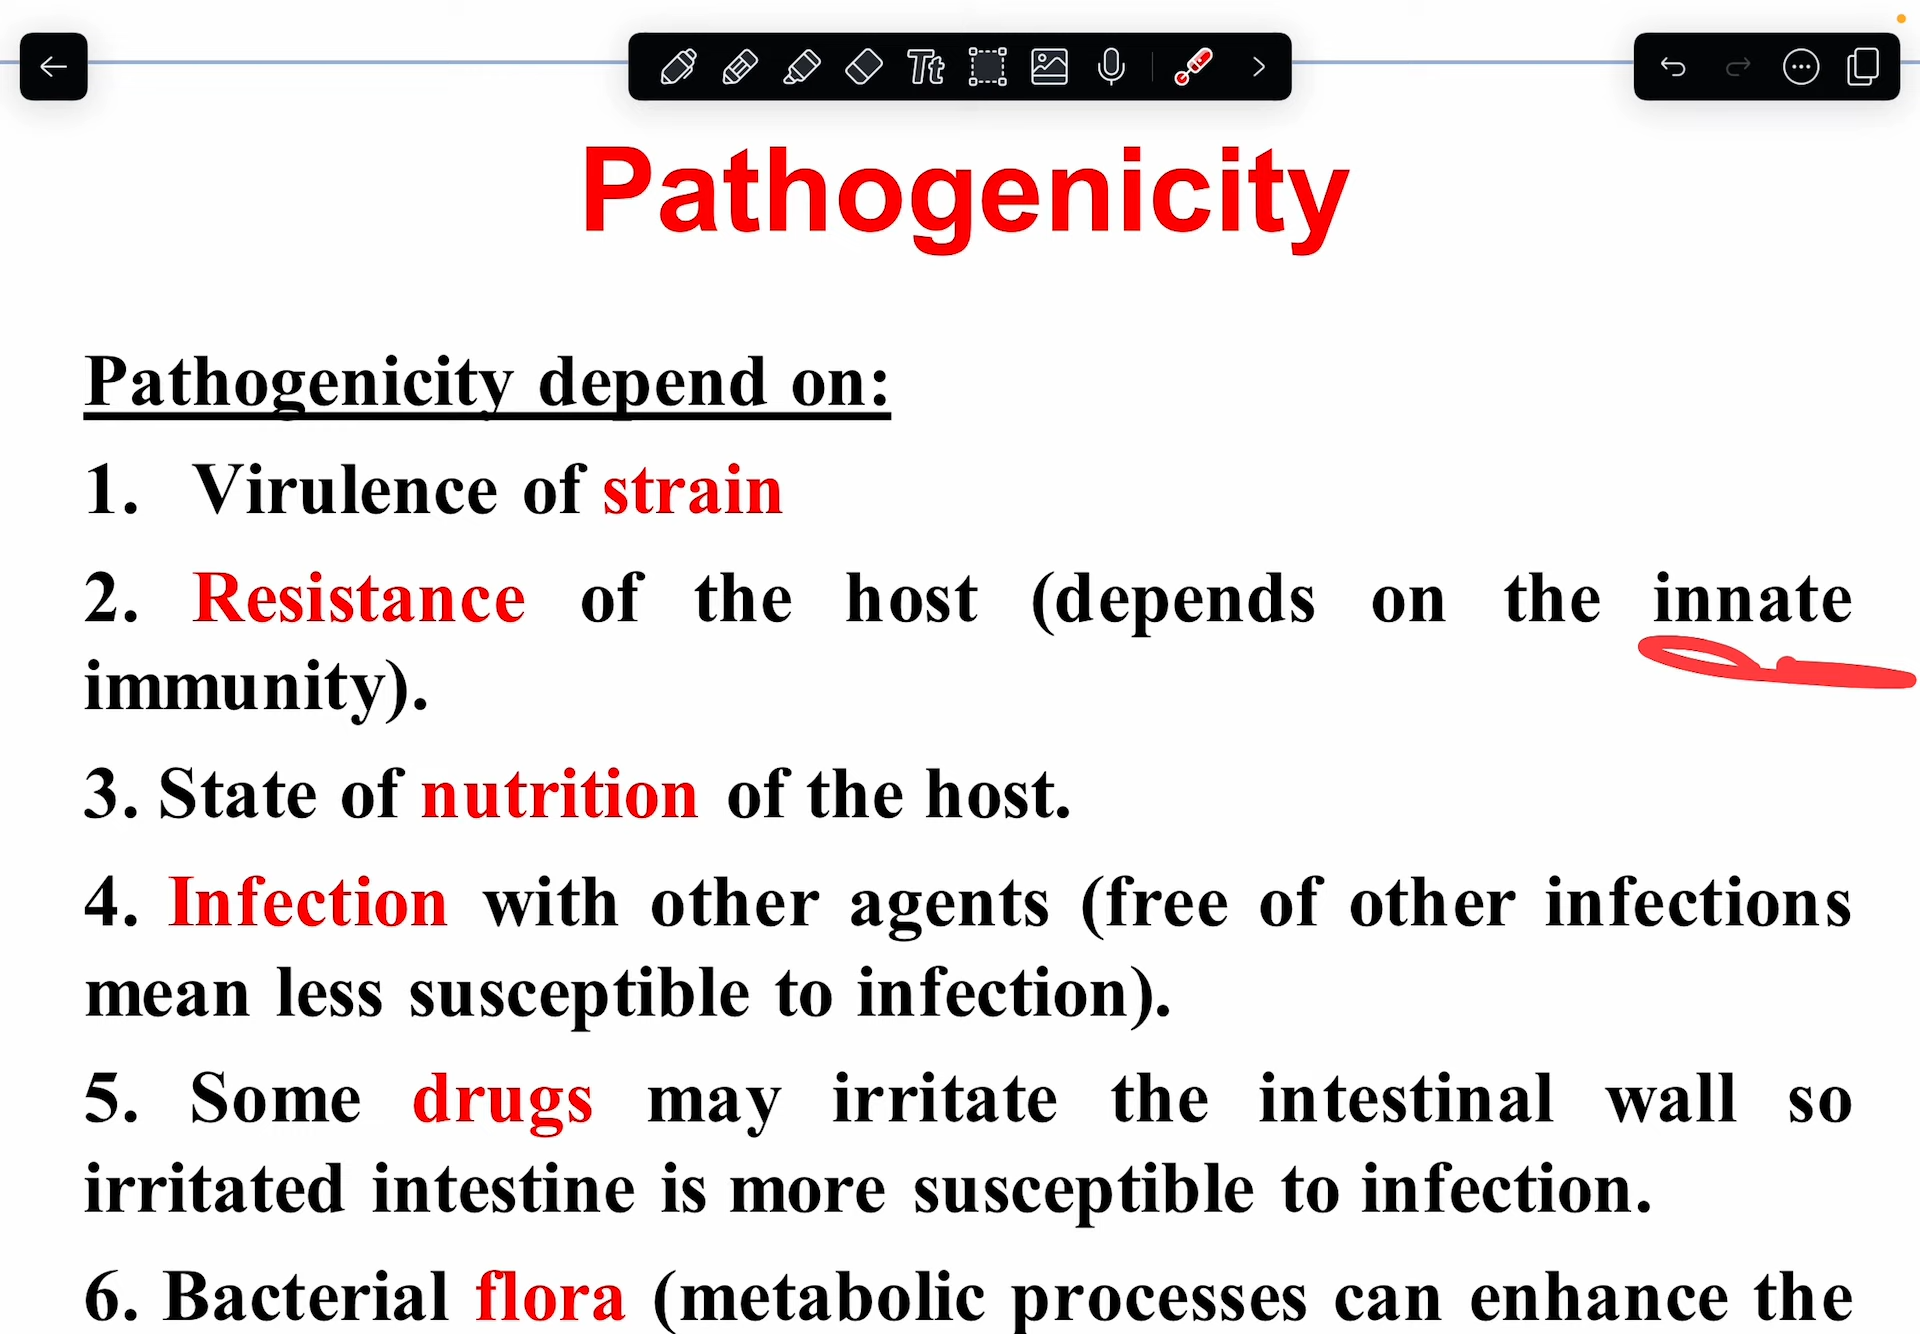 Tt
Pathogenicity
Pathogenicity depend on:
1. Virulence of strain
2. Resistance of the host (depends on the innate
immunity).
3. State of nutrition of the host.
4. Infection with other agents (free of other infections
mean less susceptible to infection).
5. Some drugs may irritate the intestinal wall so
irritated intestine is more susceptible to infection.
6. Bacterial flora (metabolic processes can enhance the